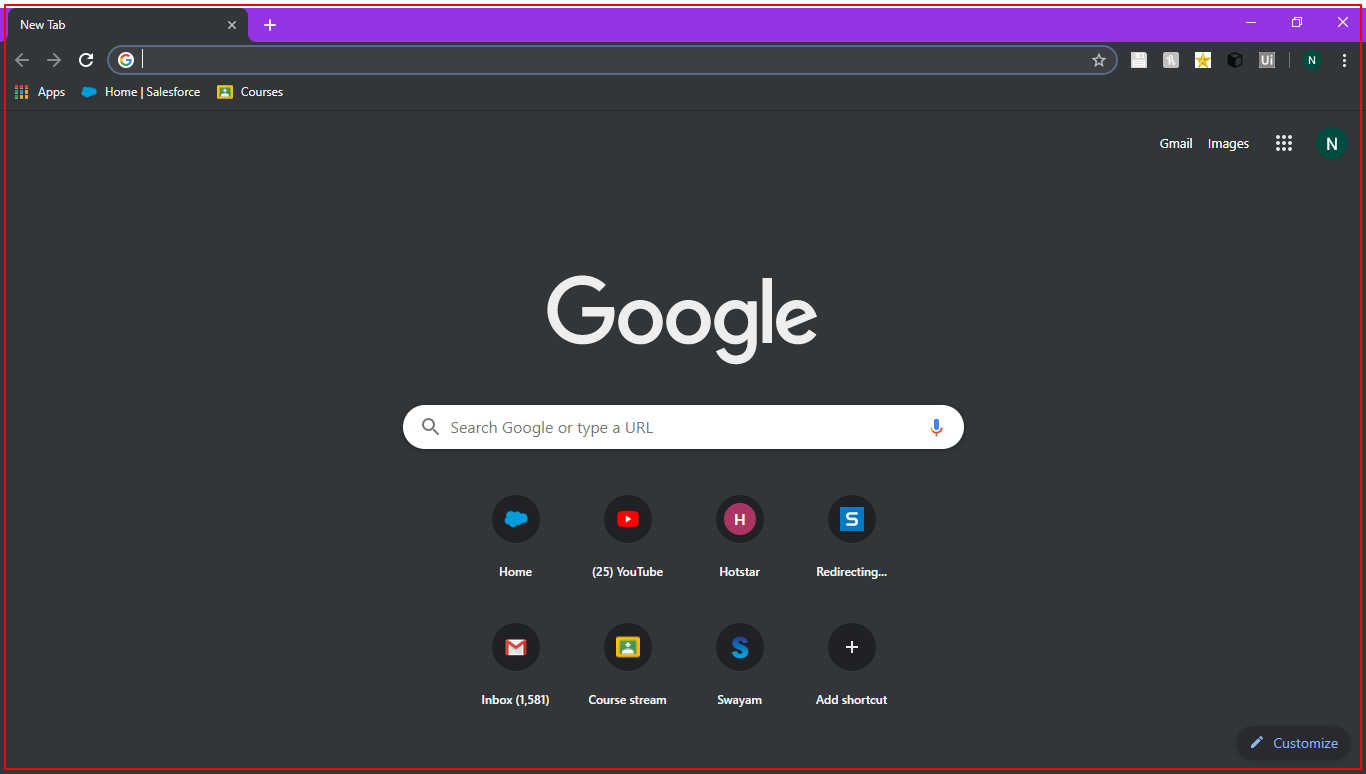 New Tab
Ui
N
Apps
Home | Salesforce
Courses
Gmail
Images
N
Google
Search Google or type a URL
H
S
Home
(25) YouTube
Hotstar
Redirecting...
S
Inbox (1,581)
Course stream
Swayam
Add shortcut
Customize